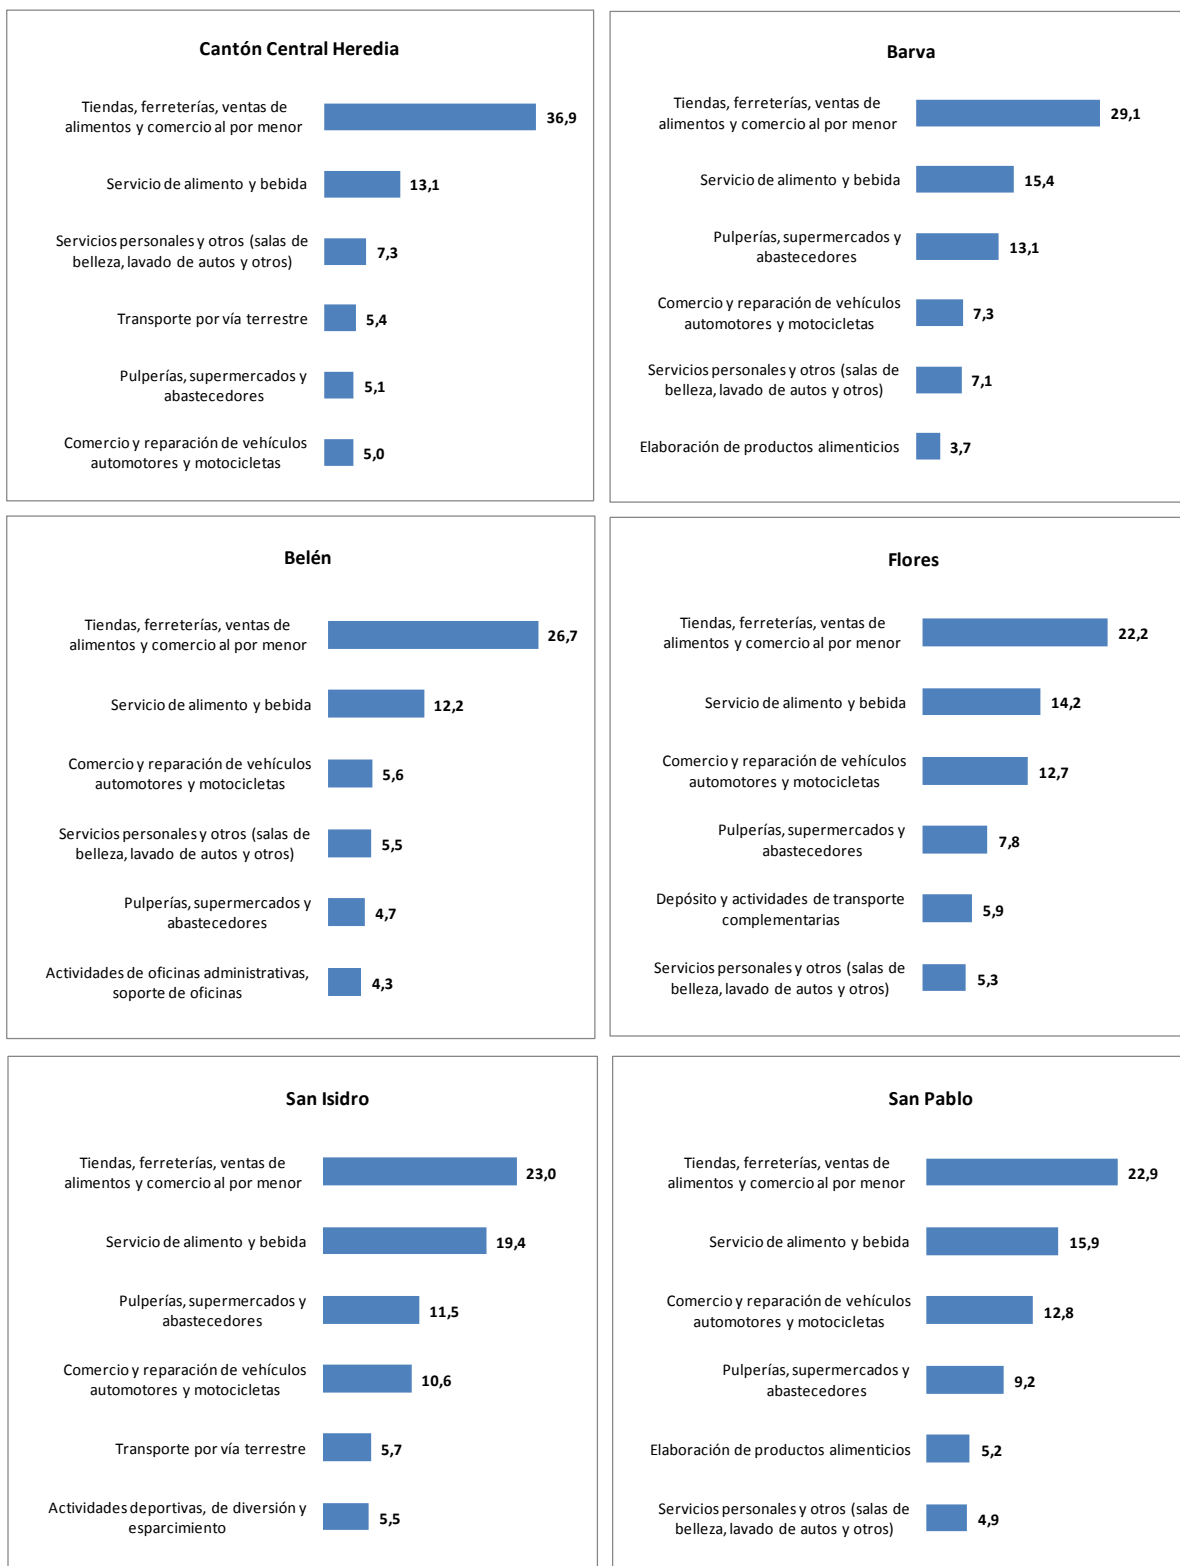 Cantón Central Heredia
Tiendas, ferreterías, ventas de
alimentos y comercio al por menor
36,9
Servicio de alimento y bebida
13,1
Servicios personales y otros (salas de
belleza, lavado de autos y otros)
7,3
Transporte por vía terrestre
5,4
Pulperías, supermercados y
abastecedores
5,1
Comercio y reparación de vehículos
automotores y motocicletas
5,0
Barva
Tiendas, ferreterías, ventas de
alimentos y comercio al por menor
29,1
Servicio de alimento y bebida
15,4
Pulperías, supermercados y
abastecedores
13,1
Comercio y reparación de vehículos
automotores y motocicletas
7,3
Servicios personales y otros (salas de
belleza, lavado de autos y otros)
7,1
Elaboración de productos alimenticios
3,7
Belén
Tiendas, ferreterías, ventas de
alimentos y comercio al por menor
26,7
Servicio de alimento y bebida
12,2
Comercio y reparación de vehículos
automotores y motocicletas
5,6
Servicios personales y otros (salas de
belleza, lavado de autos y otros)
5,5
Pulperías, supermercados y
abastecedores
4,7
Actividades de oficinas administrativas,
soporte de oficinas
4,3
Flores
Tiendas, ferreterías, ventas de
alimentos y comercio al por menor
22,2
Servicio de alimento y bebida
14,2
Comercio y reparación de vehículos
automotores y motocicletas
12,7
Pulperías, supermercados y
abastecedores
7,8
Depósito y actividades de transporte
complementarias
5,9
Servicios personales y otros (salas de
belleza, lavado de autos y otros)
5,3
San Isidro
Tiendas, ferreterías, ventas de
alimentos y comercio al por menor
23,0
Servicio de alimento y bebida
19,4
Pulperías, supermercados y
abastecedores
11,5
Comercio y reparación de vehículos
automotores y motocicletas
10,6
Transporte por vía terrestre
5,7
Actividades deportivas, de diversión y
esparcimiento
5,5
San Pablo
Tiendas, ferreterías, ventas de
alimentos y comercio al por menor
22,9
Servicio de alimento y bebida
15,9
Comercio y reparación de vehículos
automotores y motocicletas
12,8
Pulperías, supermercados y
abastecedores
9,2
Elaboración de productos alimenticios
5,2
Servicios personales y otros (salas de
belleza, lavado de autos y otros)
4,9